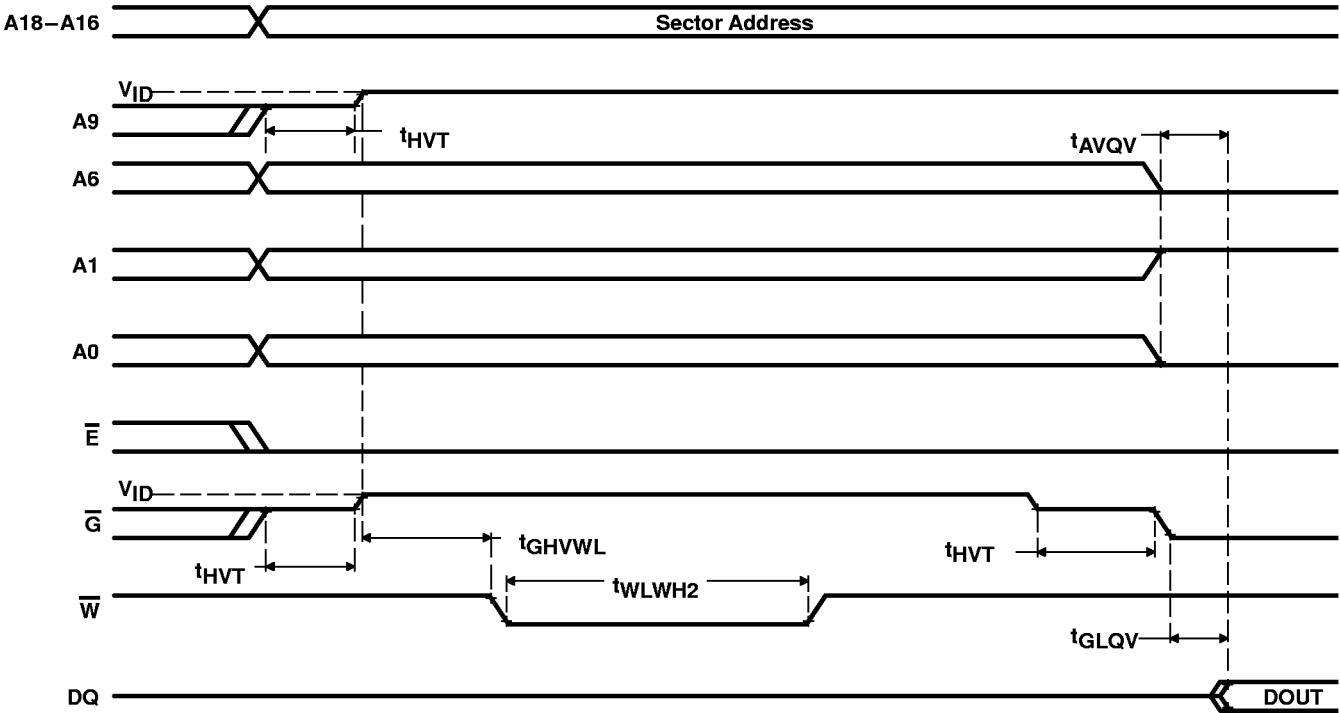 A18–A16 Sector Address
VID
A9
tHVT
tAVQV
A6
A1
A0
E̅
VID
G̅
tGHVWL
tHVT
tHVT
tWLWH2
W̅
tGLQV
DQ DOUT